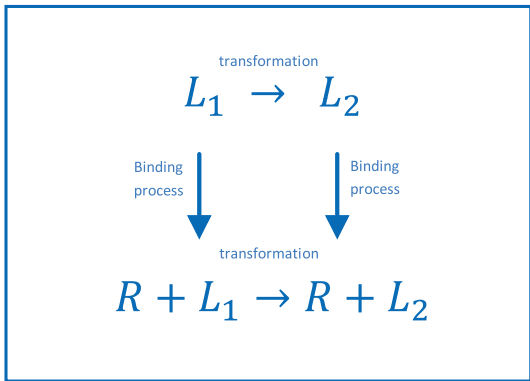 transformation
L₁ → L₂
Binding process
Binding process
transformation
R + L₁ → R + L₂